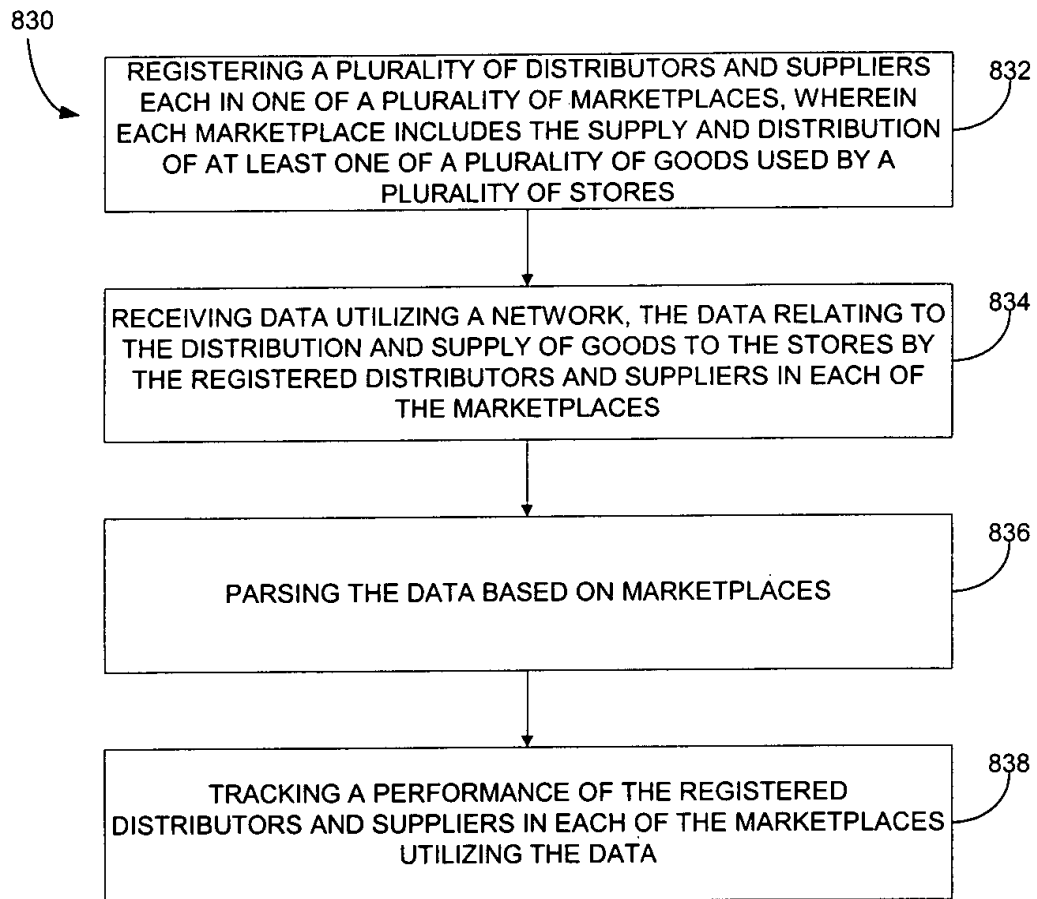 830
REGISTERING A PLURALITY OF DISTRIBUTORS AND SUPPLIERS
EACH IN ONE OF A PLURALITY OF MARKETPLACES, WHEREIN
EACH MARKETPLACE INCLUDES THE SUPPLY AND DISTRIBUTION
OF AT LEAST ONE OF A PLURALITY OF GOODS USED BY A
PLURALITY OF STORES
832
RECEIVING DATA UTILIZING A NETWORK, THE DATA RELATING TO
THE DISTRIBUTION AND SUPPLY OF GOODS TO THE STORES BY
THE REGISTERED DISTRIBUTORS AND SUPPLIERS IN EACH OF
THE MARKETPLACES
834
PARSING THE DATA BASED ON MARKETPLACES
836
TRACKING A PERFORMANCE OF THE REGISTERED
DISTRIBUTORS AND SUPPLIERS IN EACH OF THE MARKETPLACES
UTILIZING THE DATA
838